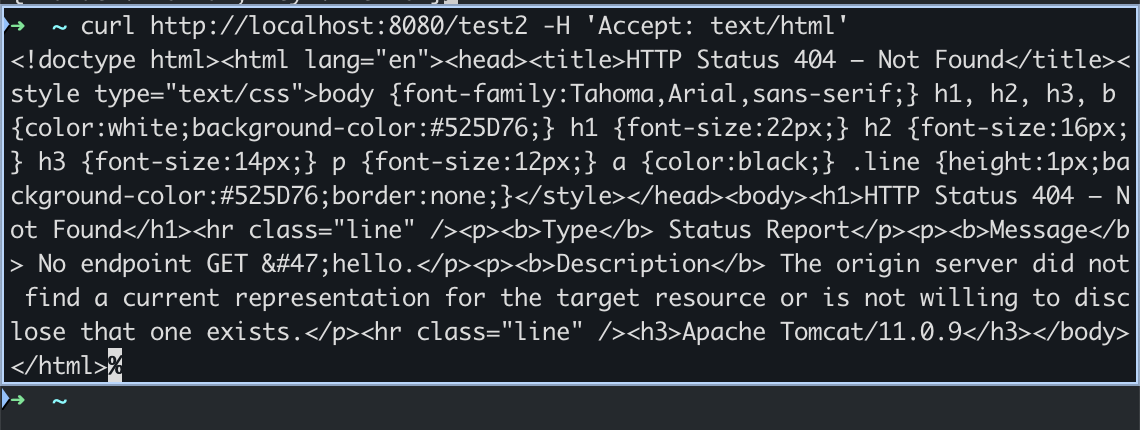 ➜  ~ curl http://localhost:8080/test2 -H 'Accept: text/html'
<!doctype html><html lang="en"><head><title>HTTP Status 404 – Not Found</title><
style type="text/css">body {font-family:Tahoma,Arial,sans-serif;} h1, h2, h3, b
{color:white;background-color:#525D76;} h1 {font-size:22px;} h2 {font-size:16px;
} h3 {font-size:14px;} p {font-size:12px;} a {color:black;} .line {height:1px;ba
ckground-color:#525D76;border:none;}</style></head><body><h1>HTTP Status 404 – N
ot Found</h1><hr class="line" /><p><b>Type</b> Status Report</p><p><b>Message</b
> No endpoint GET &#47;hello.</p><p><b>Description</b> The origin server did not
 find a current representation for the target resource or is not willing to disc
lose that one exists.</p><hr class="line" /><h3>Apache Tomcat/11.0.9</h3></body>
</html>%
➜  ~